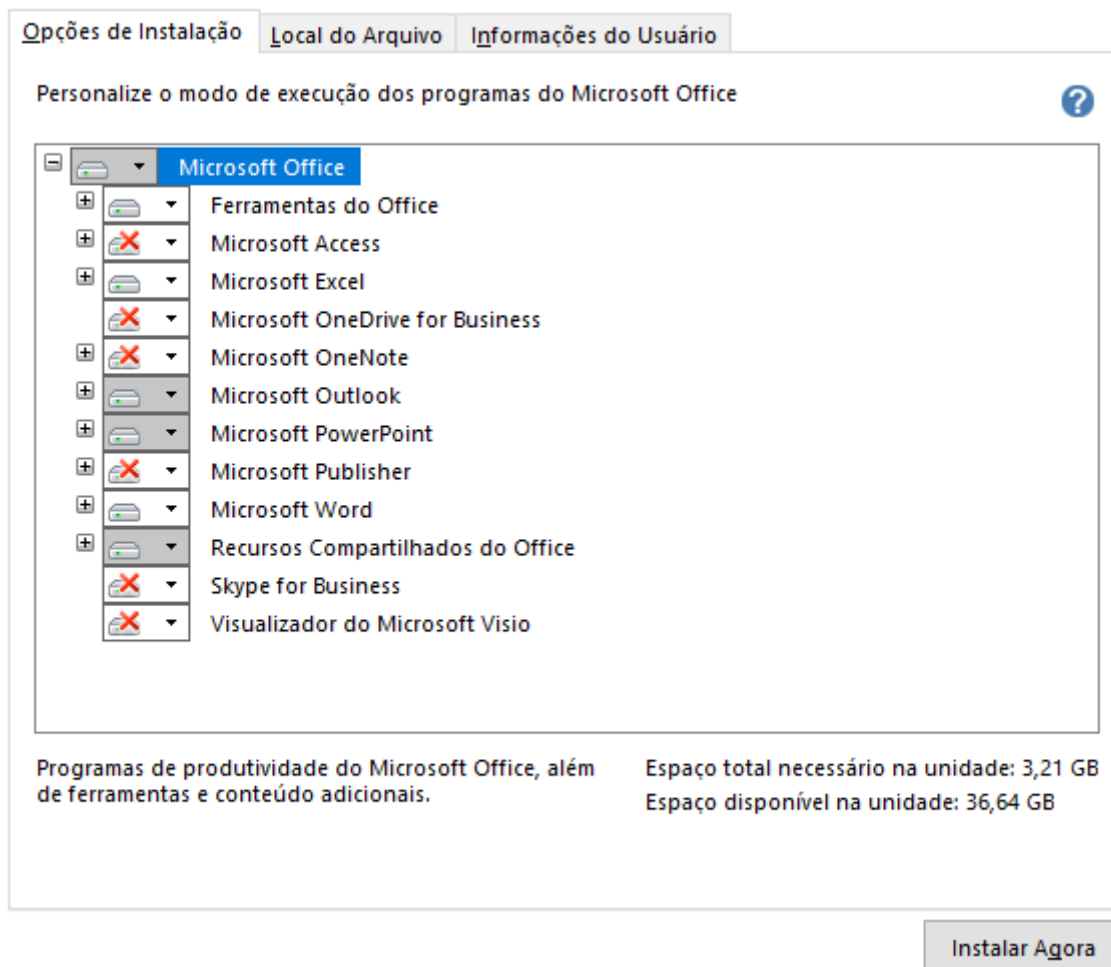 Opções de Instalação
Local do Arquivo
Informações do Usuário
Personalize o modo de execução dos programas do Microsoft Office
?
Microsoft Office
Ferramentas do Office
Microsoft Access
Microsoft Excel
Microsoft OneDrive for Business
Microsoft OneNote
Microsoft Outlook
Microsoft PowerPoint
Microsoft Publisher
Microsoft Word
Recursos Compartilhados do Office
Skype for Business
Visualizador do Microsoft Visio
Programas de produtividade do Microsoft Office, além
de ferramentas e conteúdo adicionais.
Espaço total necessário na unidade: 3,21 GB
Espaço disponível na unidade: 36,64 GB
Instalar Agora